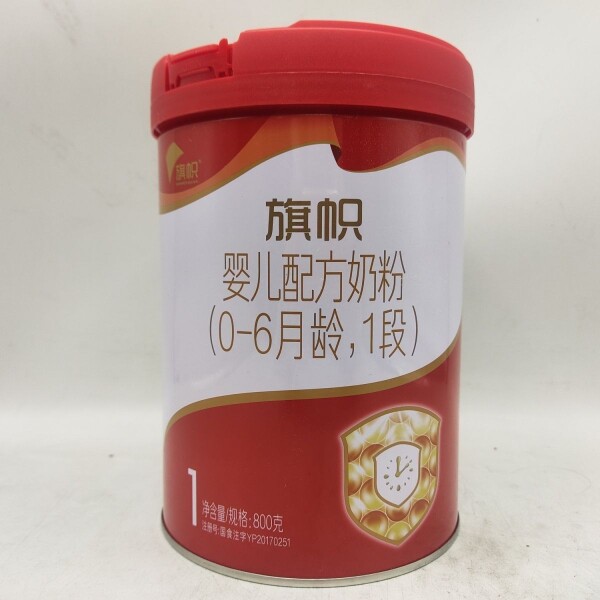 旗帜
旗帜
婴儿配方奶粉
(0-6月龄,1段)
1
净含量/规格:800克
注册号:国食注字YP20170251